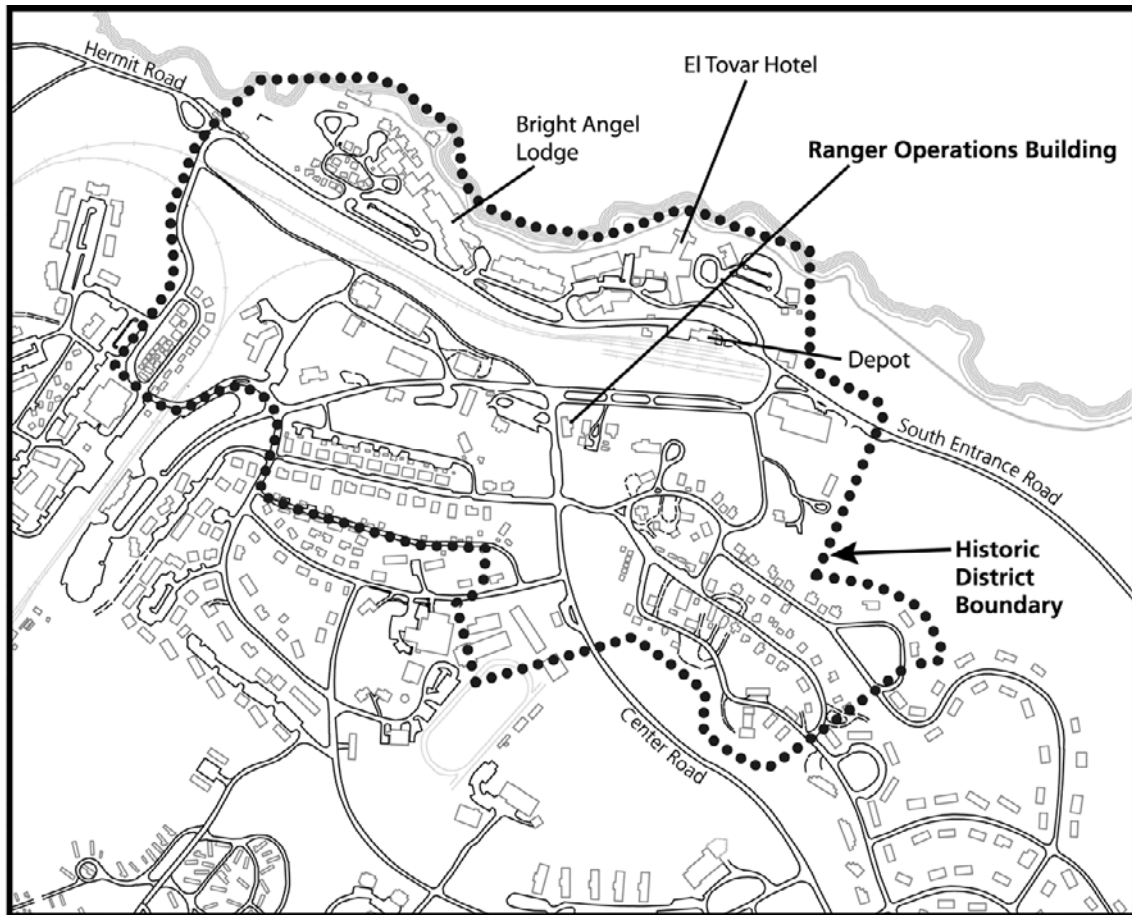 Hermit Road
El Tovar Hotel
Bright Angel
Lodge
Ranger Operations Building
Depot
South Entrance Road
Historic
District
Boundary
Center Road